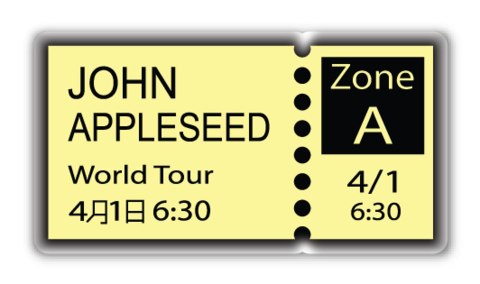 JOHN
APPLESEED
World Tour
4月1日 6:30
Zone
A
4/1
6:30